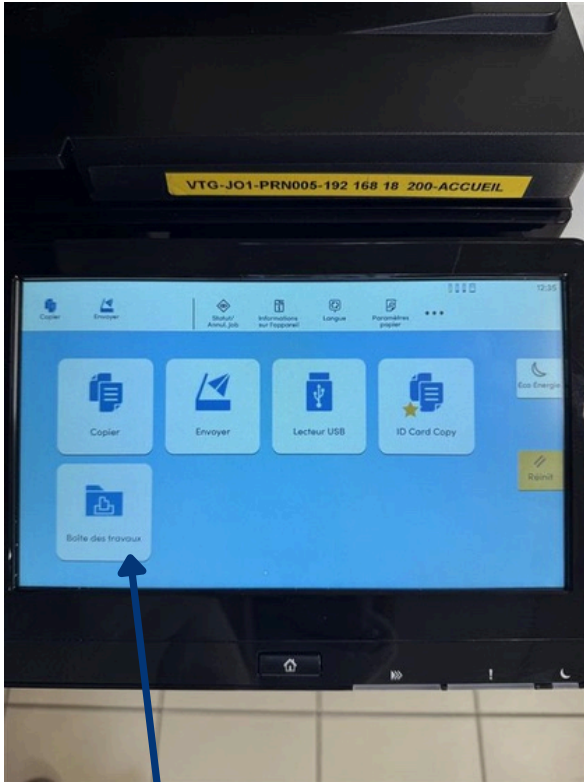 VTG-JO1-PRN005-192 168 18 200-ACCUEIL
12:35
Copier
Envoyer
Statut/
Annul. job
Informations
sur l'appareil
Langue
Paramètres
papier
Eco Energie
Copier
Envoyer
Lecteur USB
ID Card Copy
Réinit
Boîte des travaux